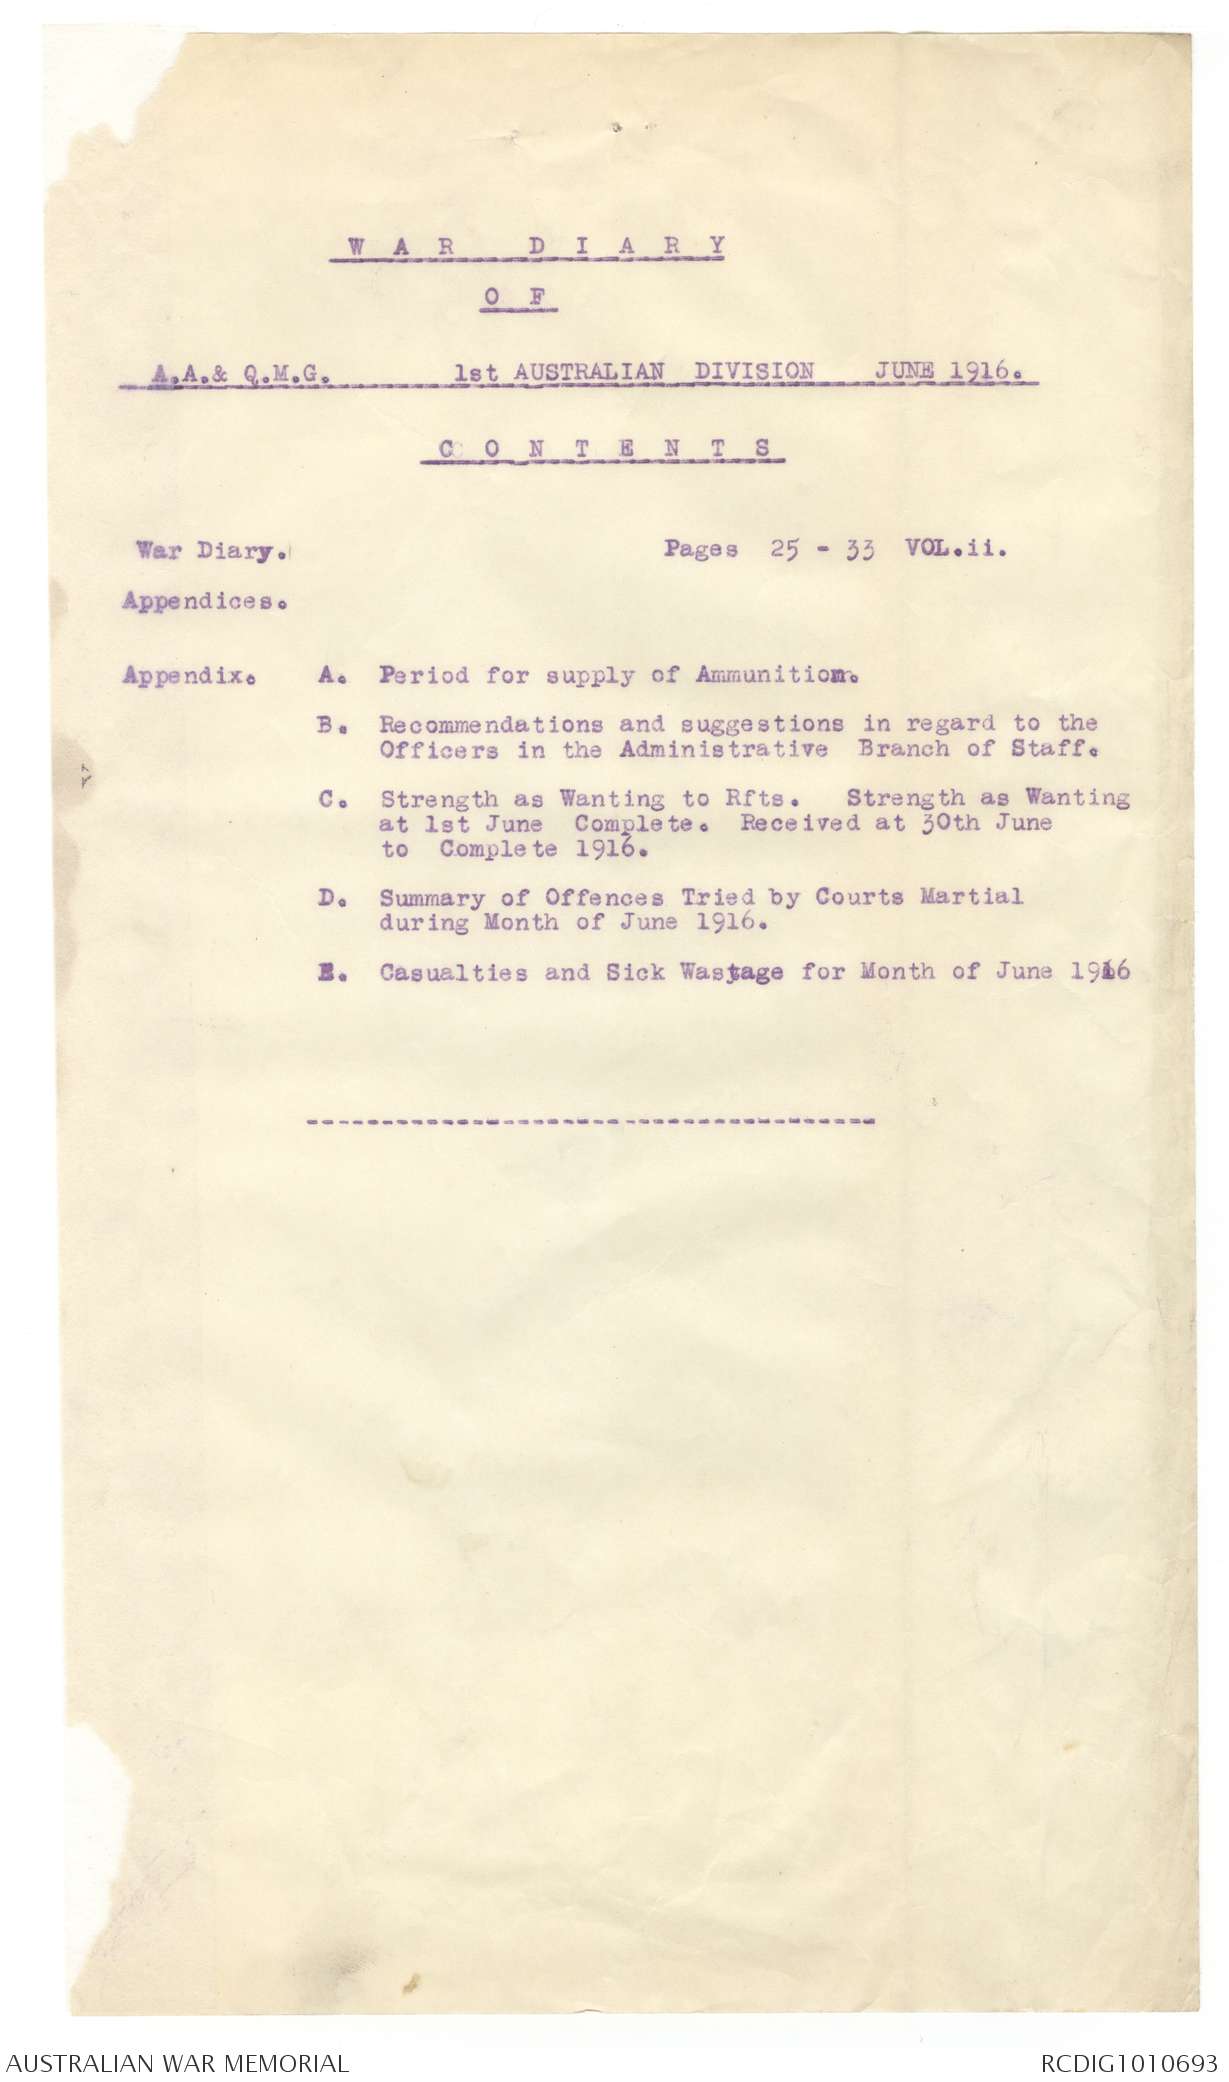 WAR DIARY
OF
A.A.& Q.M.G. 1st AUSTRALIAN DIVISION JUNE 1916.
CONTENTS
War Diary. Pages 25 - 33 VOL.ii.
Appendices.
Appendix. A. Period for supply of Ammunition.
B. Recommendations and suggestions in regard to the
Officers in the Administrative Branch of Staff.
C. Strength as Wanting to Rfts. Strength as Wanting
at 1st June Complete. Received at 30th June
to Complete 1916.
D. Summary of Offences Tried by Courts Martial
during Month of June 1916.
E. Casualties and Sick Wastage for Month of June 1916
--------------------------------------
AUSTRALIAN WAR MEMORIAL RCDIG1010693